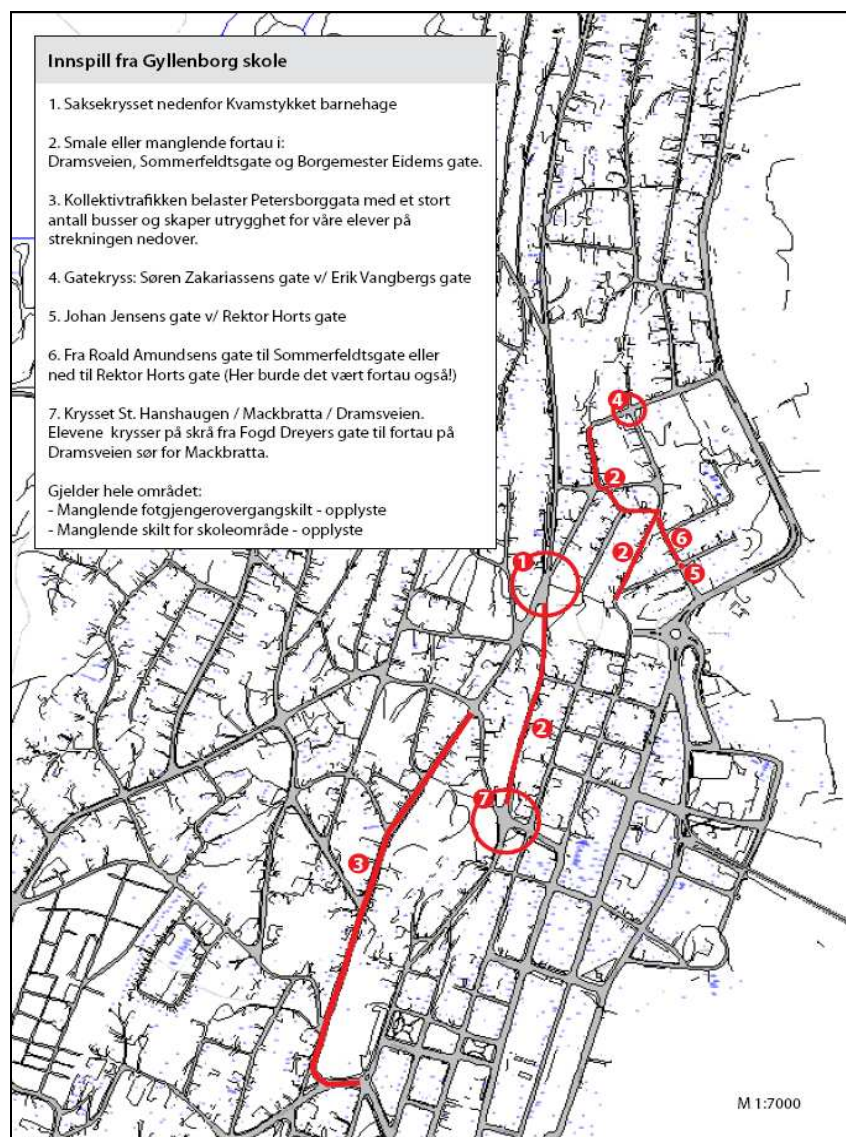 Innspill fra Gyllenborg skole
1. Saksekrysset nedenfor Kvamstykket barnehage
2. Smale eller manglende fortau i:
Dramsveien, Sommerfeldtsgate og Borgemester Eidems gate.
3. Kollektivtrafikken belaster Petersborggata med et stort
antall busser og skaper utrygghet for våre elever på
strekningen nedover.
4. Gatekryss: Søren Zakariassens gate v/ Erik Vangbergs gate
5. Johan Jensens gate v/ Rektor Horts gate
6. Fra Roald Amundsens gate til Sommerfeldtsgate eller
ned til Rektor Horts gate (Her burde det vært fortau også!)
7. Krysset St. Hanshaugen / Mackbratta / Dramsveien.
Elevene krysser på skrå fra Fogd Dreyers gate til fortau på
Dramsveien sør for Mackbratta.
Gjelder hele området:
- Manglende fotgjengerovergangskilt - opplyste
- Manglende skilt for skoleområde - opplyste
4
2
6
2
1
5
2
7
3
M 1:7000